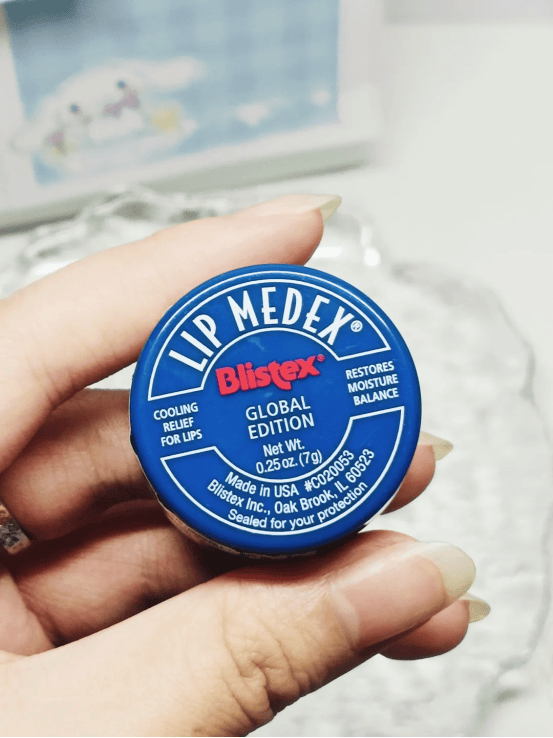 LIP MEDEX®
Blistex®
COOLING
RELIEF
FOR LIPS
RESTORES
MOISTURE
BALANCE
GLOBAL
EDITION
Net Wt.
0.25 oz. (7g)
Made in USA #C020053
Blistex Inc., Oak Brook, IL 60523
Sealed for your protection